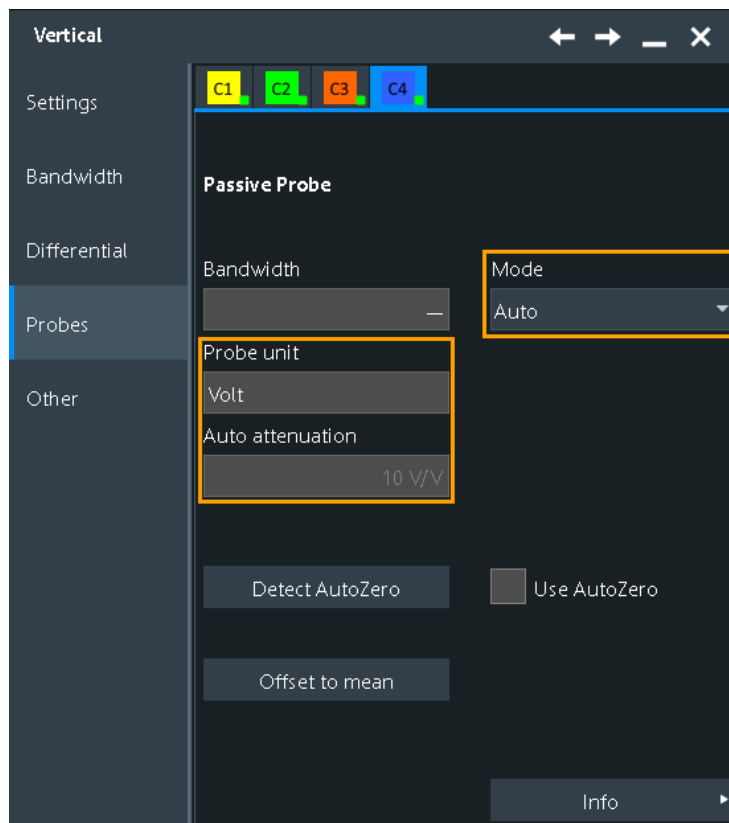 Vertical
C1 C2 C3 C4
Settings
Bandwidth
Differential
Probes
Other
Passive Probe
Bandwidth
—
Mode
Auto
Probe unit
Volt
Auto attenuation
10 V/V
Detect AutoZero
Use AutoZero
Offset to mean
Info